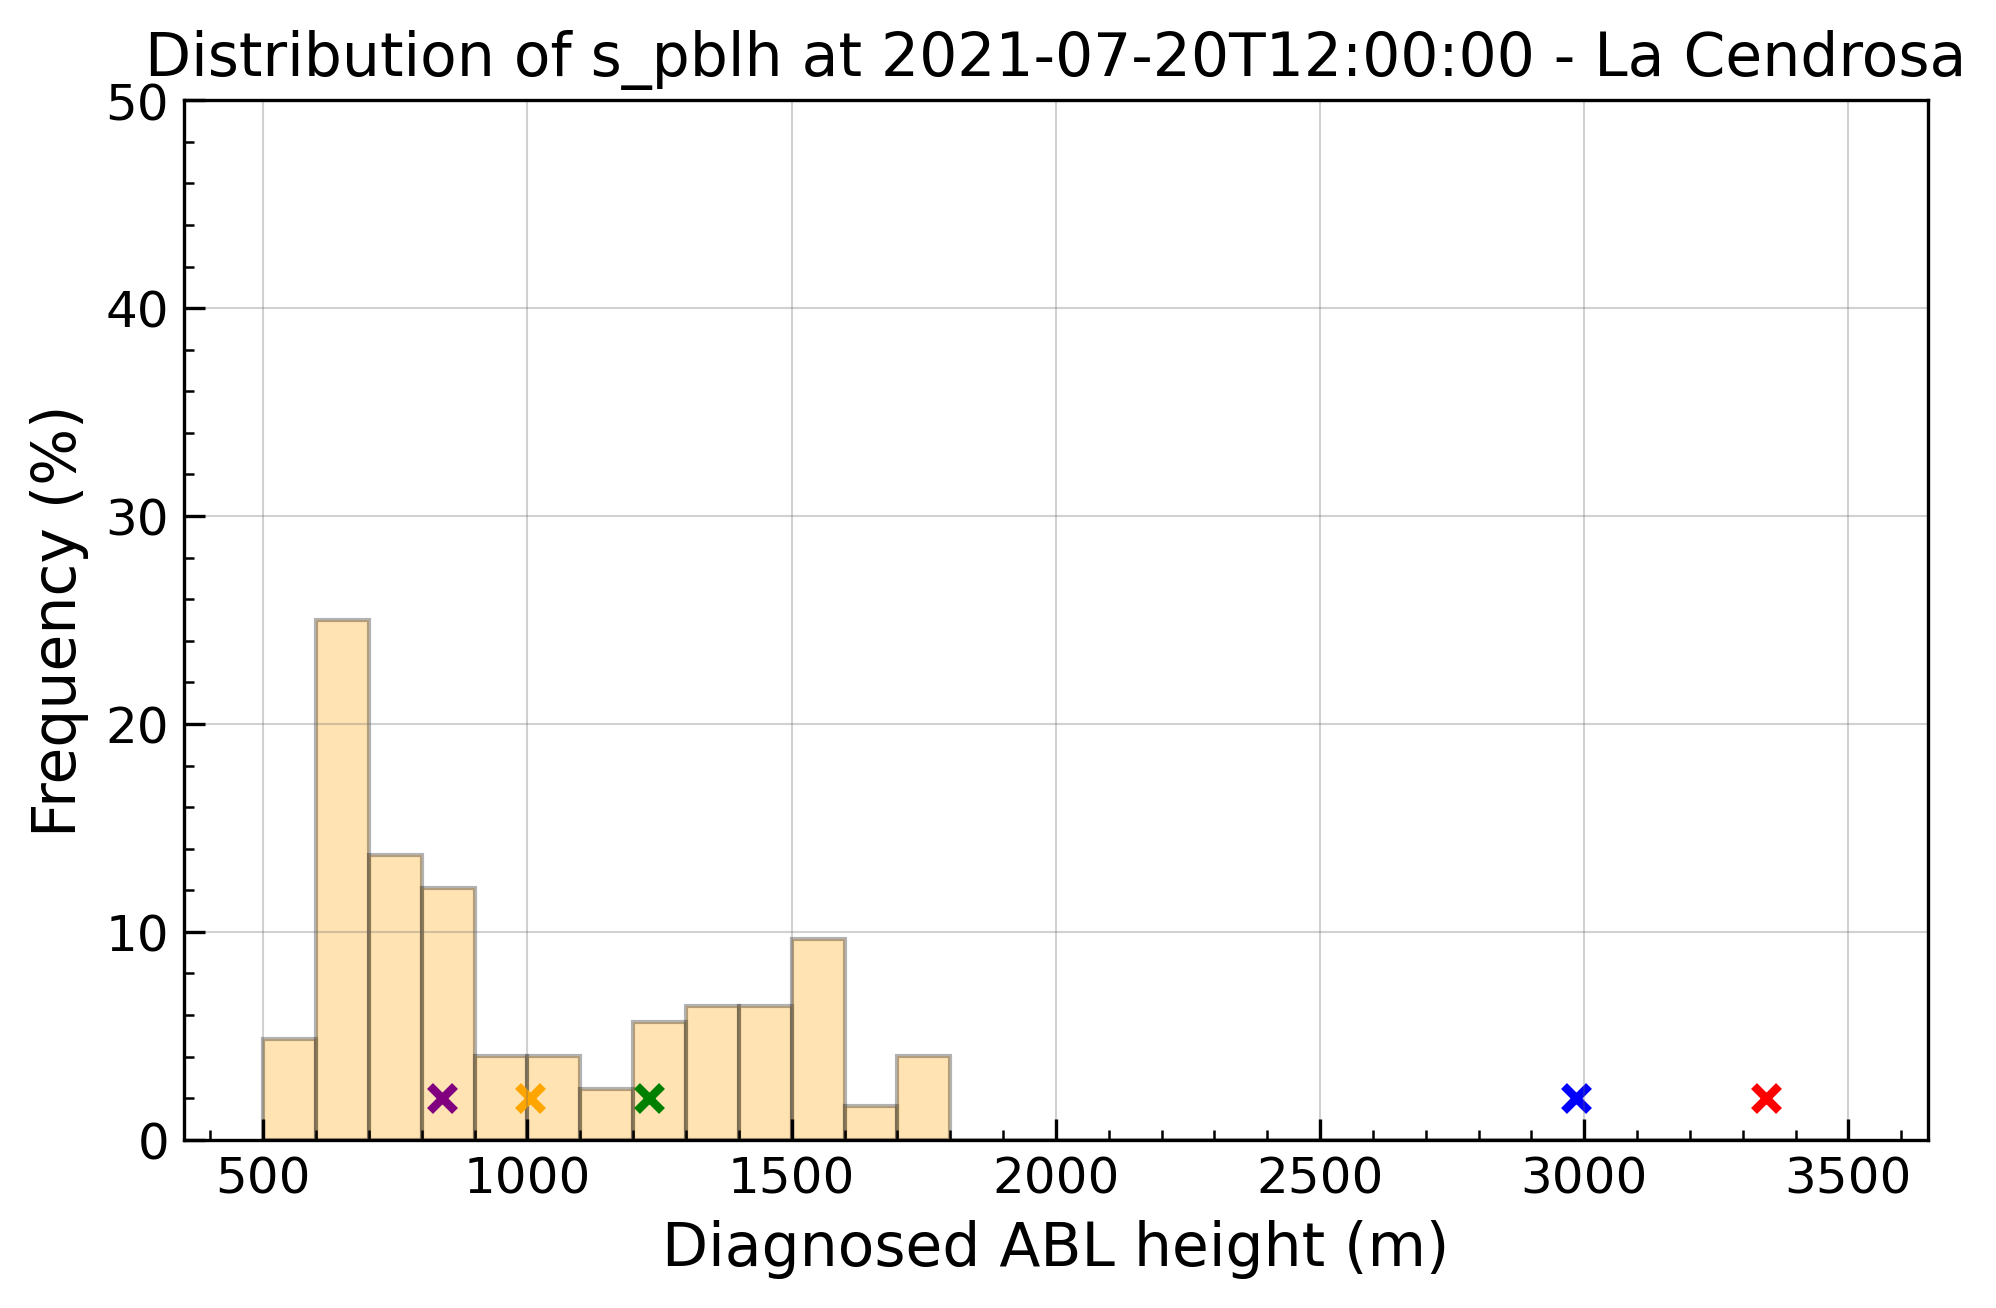 Distribution of s_pblh at 2021-07-20T12:00:00 - La Cendrosa
50
40
30
20
10
0
Frequency (%)
500 1000 1500 2000 2500 3000 3500
Diagnosed ABL height (m)